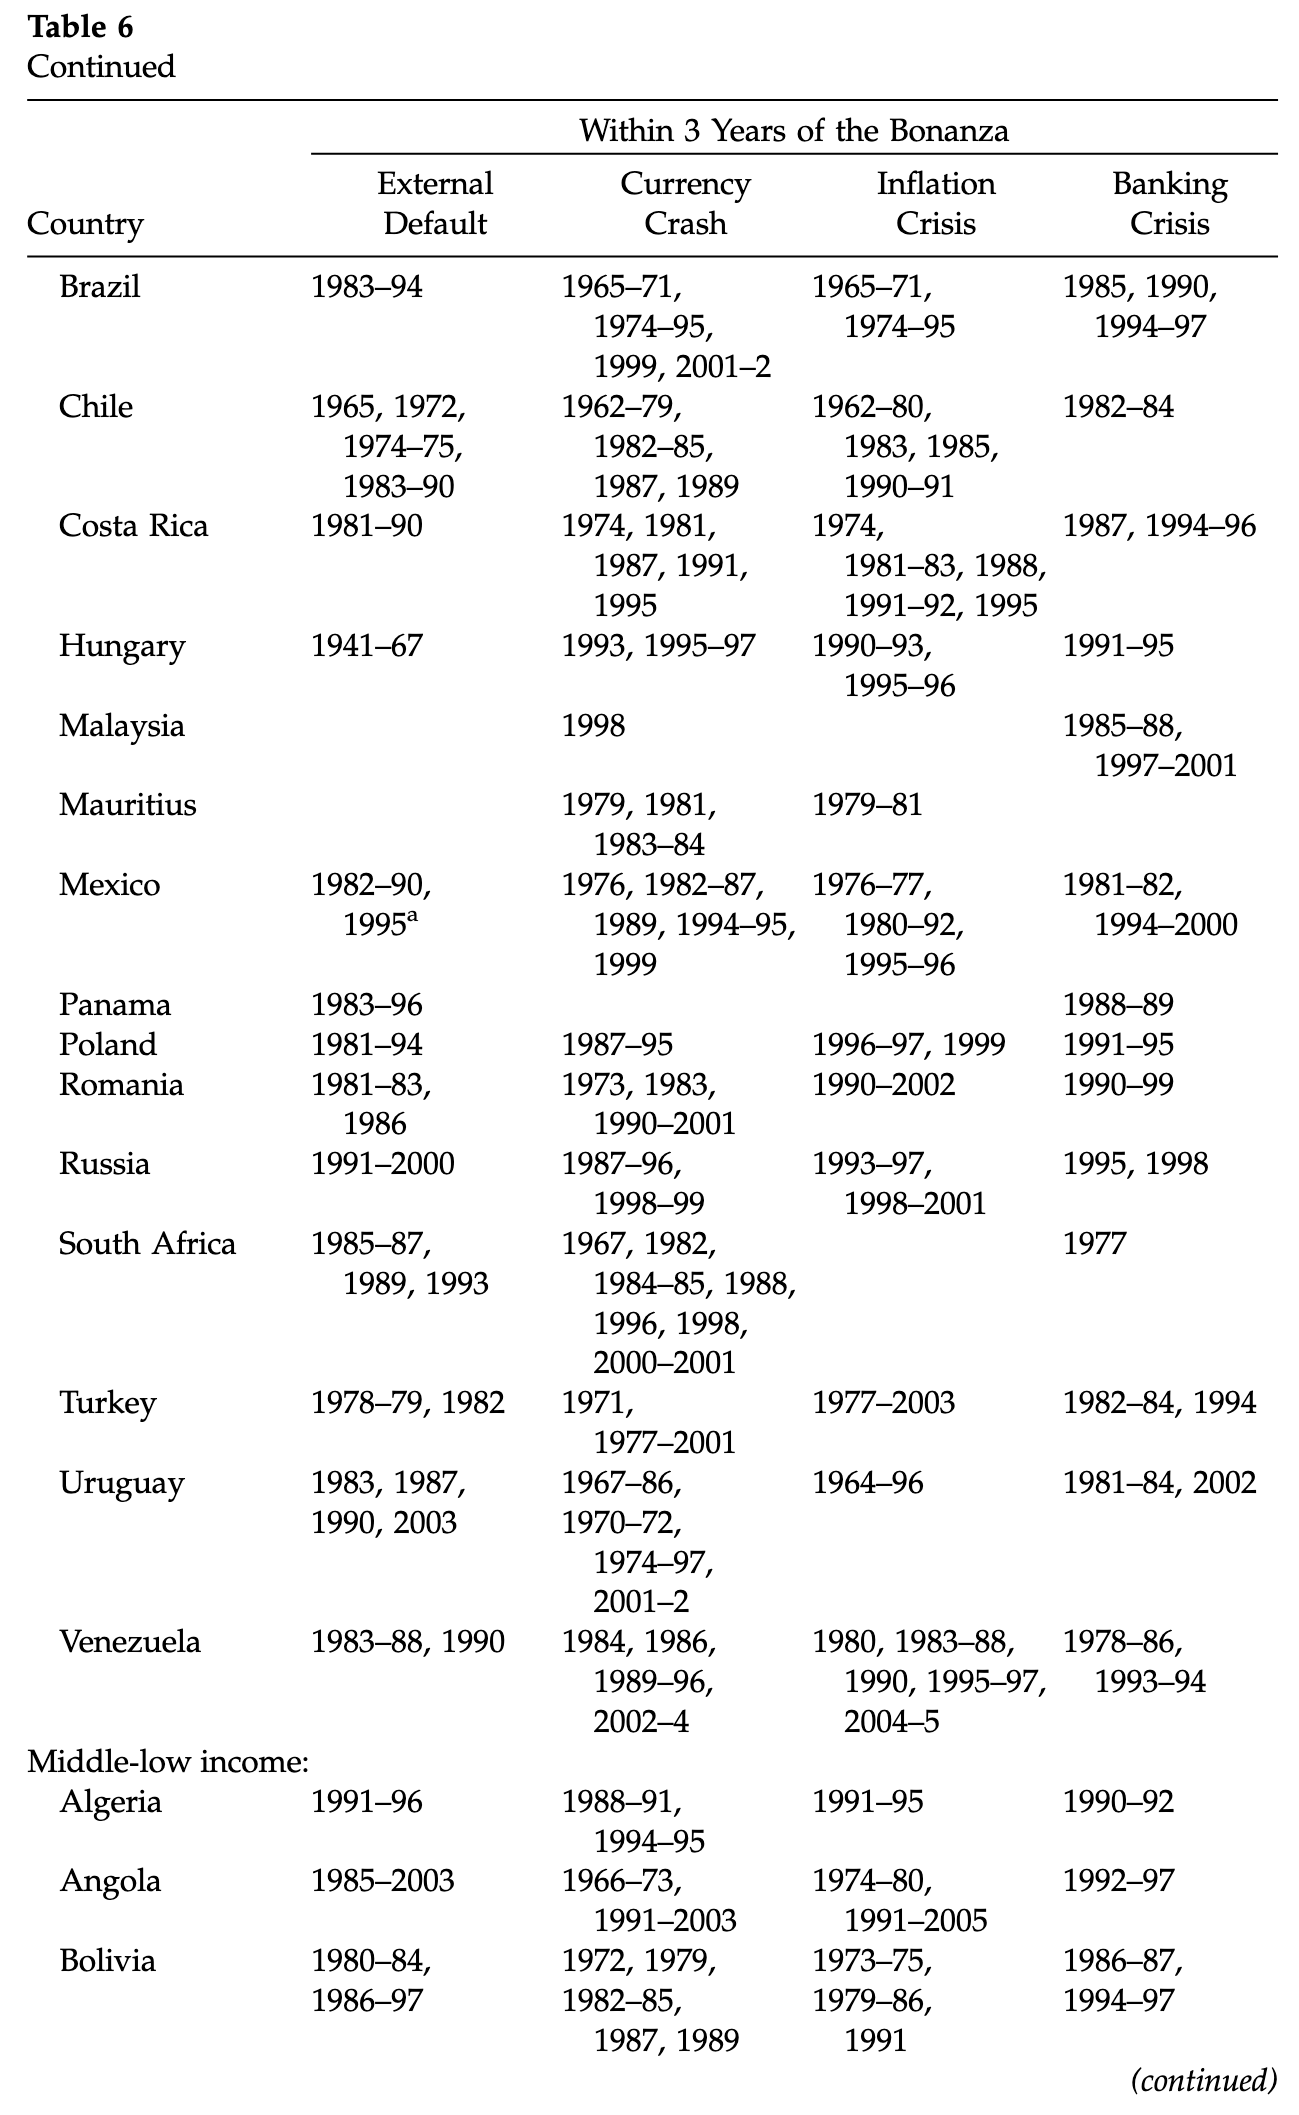 Table 6
Continued
Within 3 Years of the Bonanza
External Currency Inflation Banking
Country Default Crash Crisis Crisis
Brazil 1983–94 1965–71, 1965–71, 1985, 1990,
1974–95, 1974–95 1994–97
1999, 2001–2
Chile 1965, 1972, 1962–79, 1962–80, 1982–84
1974–75, 1982–85, 1983, 1985,
1983–90 1987, 1989 1990–91
Costa Rica 1981–90 1974, 1981, 1974, 1987, 1994–96
1987, 1991, 1981–83, 1988,
1995 1991–92, 1995
Hungary 1941–67 1993, 1995–97 1990–93, 1991–95
1995–96
Malaysia 1998 1985–88,
1997–2001
Mauritius 1979, 1981, 1979–81
1983–84
Mexico 1982–90, 1976, 1982–87, 1976–77, 1981–82,
1995a 1989, 1994–95, 1980–92, 1994–2000
1999 1995–96
Panama 1983–96 1988–89
Poland 1981–94 1987–95 1996–97, 1999 1991–95
Romania 1981–83, 1973, 1983, 1990–2002 1990–99
1986 1990–2001
Russia 1991–2000 1987–96, 1993–97, 1995, 1998
1998–99 1998–2001
South Africa 1985–87, 1967, 1982, 1977
1989, 1993 1984–85, 1988,
1996, 1998,
2000–2001
Turkey 1978–79, 1982 1971, 1977–2003 1982–84, 1994
1977–2001
Uruguay 1983, 1987, 1967–86, 1964–96 1981–84, 2002
1990, 2003 1970–72,
1974–97,
2001–2
Venezuela 1983–88, 1990 1984, 1986, 1980, 1983–88, 1978–86,
1989–96, 1990, 1995–97, 1993–94
2002–4 2004–5
Middle-low income:
Algeria 1991–96 1988–91, 1991–95 1990–92
1994–95
Angola 1985–2003 1966–73, 1974–80, 1992–97
1991–2003 1991–2005
Bolivia 1980–84, 1972, 1979, 1973–75, 1986–87,
1986–97 1982–85, 1979–86, 1994–97
1987, 1989 1991
(continued)